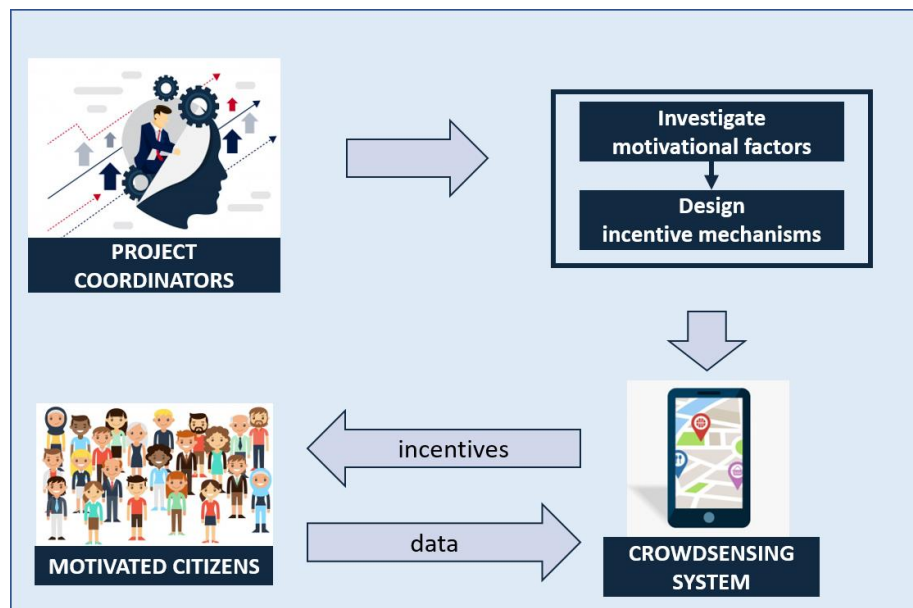 Investigate
motivational factors
Design
incentive mechanisms
PROJECT
COORDINATORS
incentives
data
MOTIVATED CITIZENS
CROWDSENSING
SYSTEM